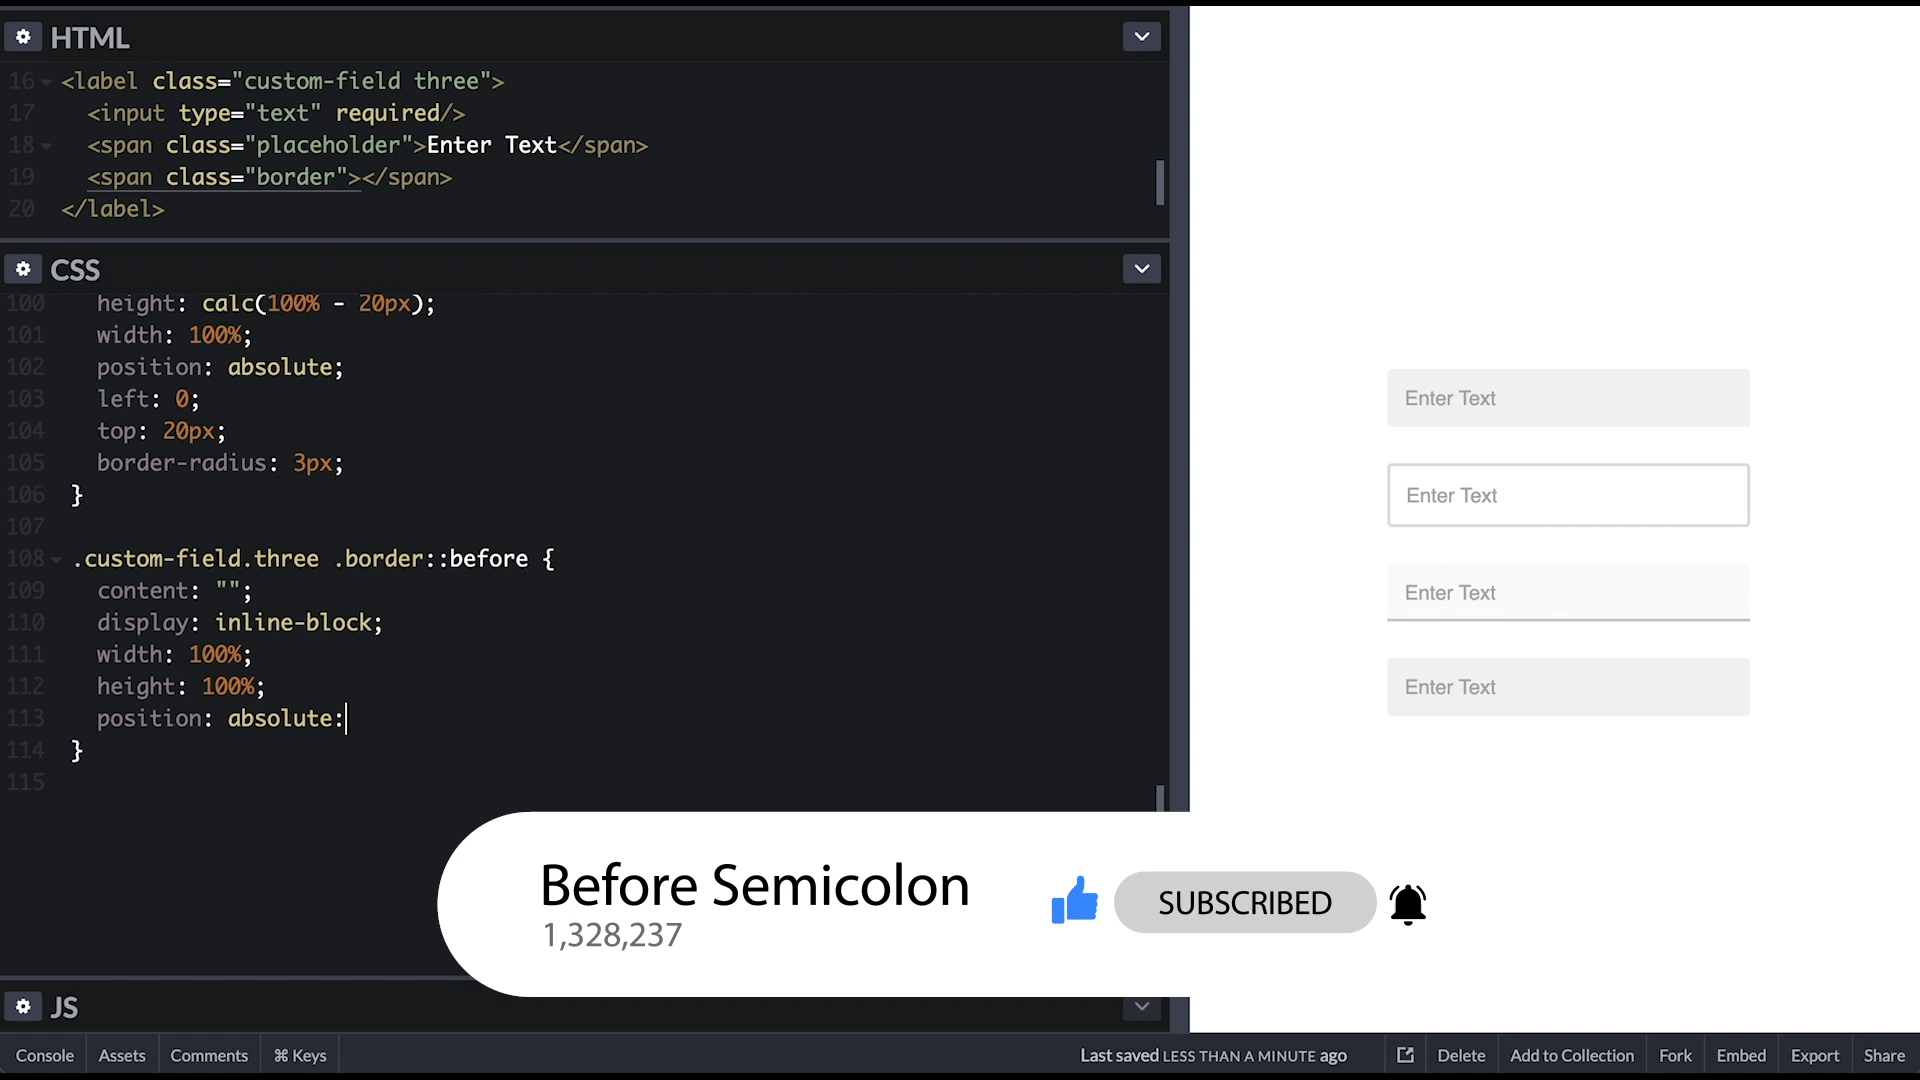 HTML
16 <label class="custom-field three">
17 <input type="text" required/>
18 <span class="placeholder">Enter Text</span>
19 <span class="border"></span>
20 </label>
CSS
100 height: calc(100% - 20px);
101 width: 100%;
102 position: absolute;
103 left: 0;
104 top: 20px;
105 border-radius: 3px;
106 }
107
108 .custom-field.three .border::before {
109 content: "";
110 display: inline-block;
111 width: 100%;
112 height: 100%;
113 position: absolute:
114 }
115
Enter Text
Enter Text
Enter Text
Enter Text
Before Semicolon
1,328,237
SUBSCRIBED
JS
Console Assets Comments ⌘ Keys Last saved LESS THAN A MINUTE ago Delete Add to Collection Fork Embed Export Share